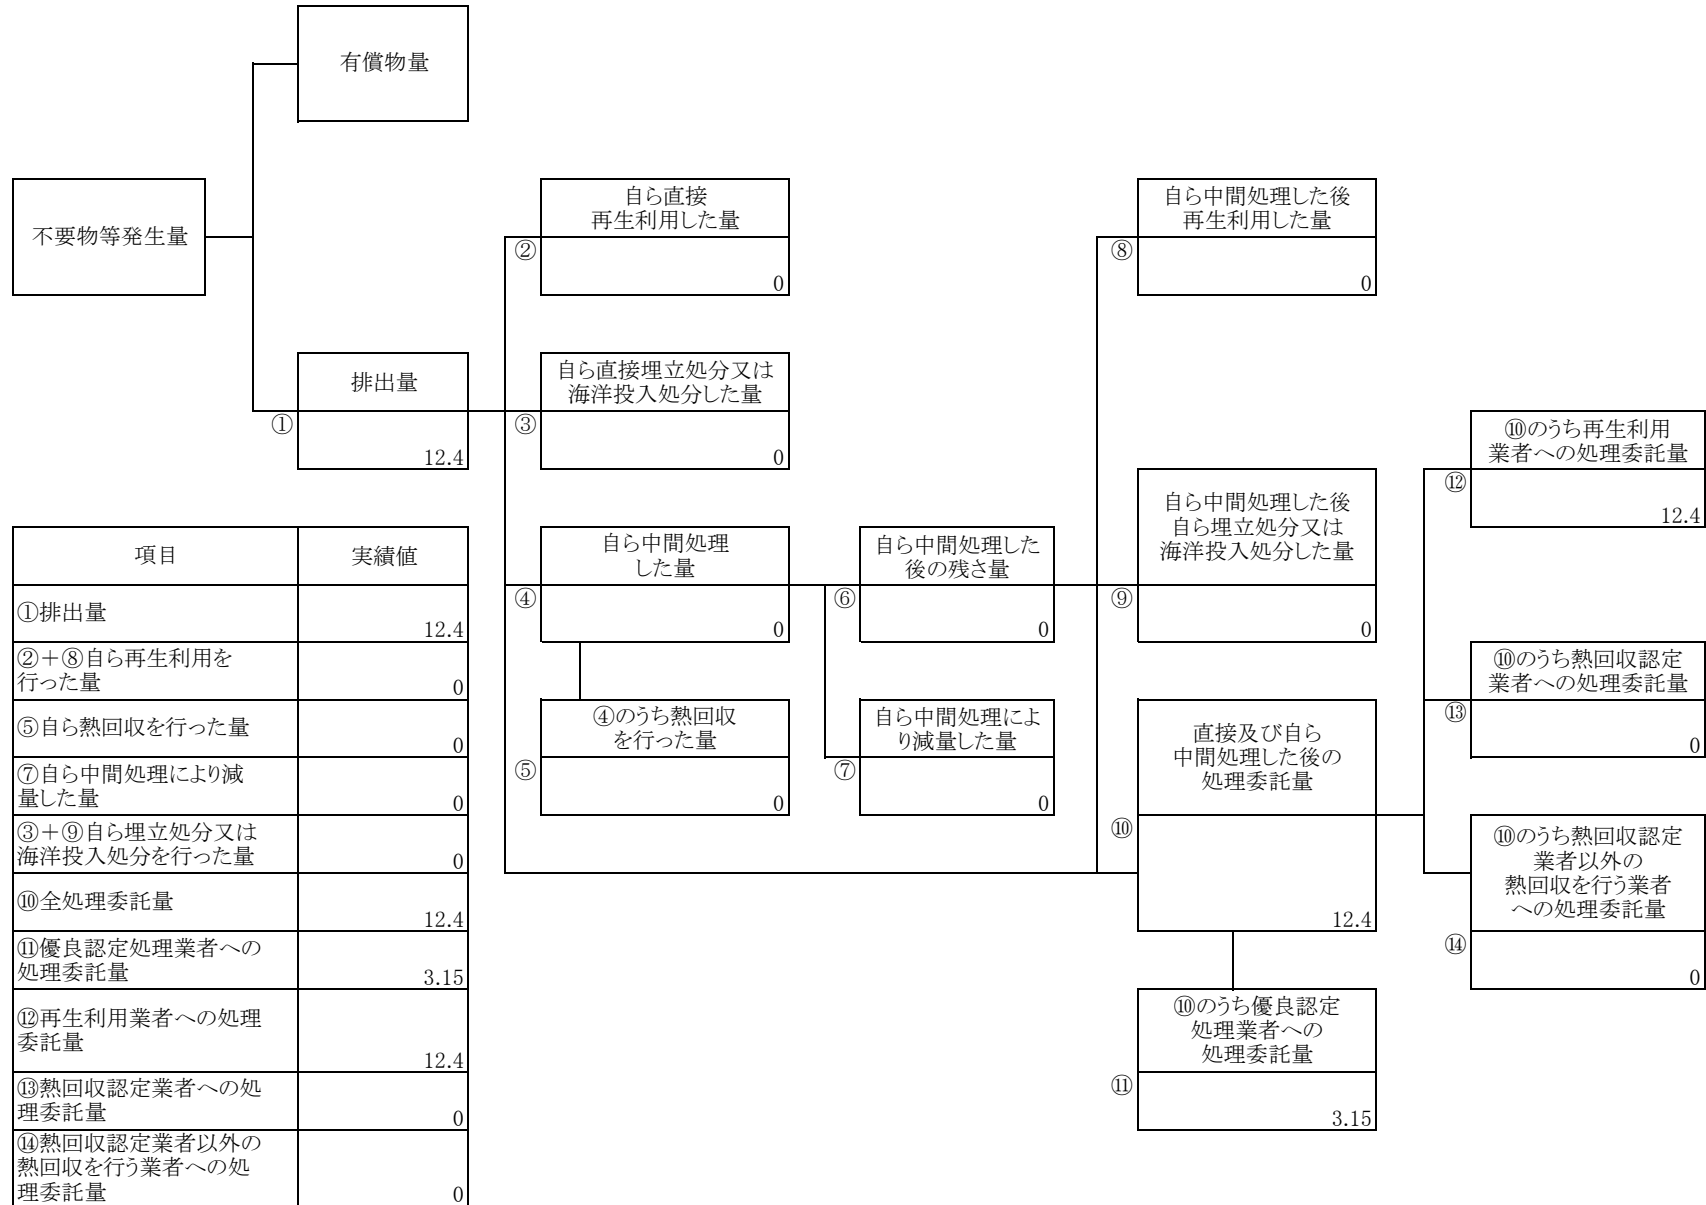 有償物量
不要物等発生量
自ら直接
再生利用した量
②
0
自ら中間処理した後
再生利用した量
⑧
0
排出量
①
12.4
自ら直接埋立処分又は
海洋投入処分した量
③
0
⑩のうち再生利用
業者への処理委託量
⑫
12.4
自ら中間処理
した量
④
0
自ら中間処理した
後の残さ量
⑥
0
自ら中間処理した後
自ら埋立処分又は
海洋投入処分した量
⑨
0
⑩のうち熱回収認定
業者への処理委託量
⑬
0
④のうち熱回収
を行った量
⑤
0
自ら中間処理によ
り減量した量
⑦
0
直接及び自ら
中間処理した後の
処理委託量
⑩
12.4
⑩のうち熱回収認定
業者以外の
熱回収を行う業者
への処理委託量
⑭
0
⑩のうち優良認定
処理業者への
処理委託量
⑪
3.15
項目 実績値
①排出量
12.4
②+⑧自ら再生利用を
行った量
0
⑤自ら熱回収を行った量
0
⑦自ら中間処理により減
量した量
0
③+⑨自ら埋立処分又は
海洋投入処分を行った量
0
⑩全処理委託量
12.4
⑪優良認定処理業者への
処理委託量
3.15
⑫再生利用業者への処理
委託量
12.4
⑬熱回収認定業者への処
理委託量
0
⑭熱回収認定業者以外の
熱回収を行う業者への処
理委託量
0